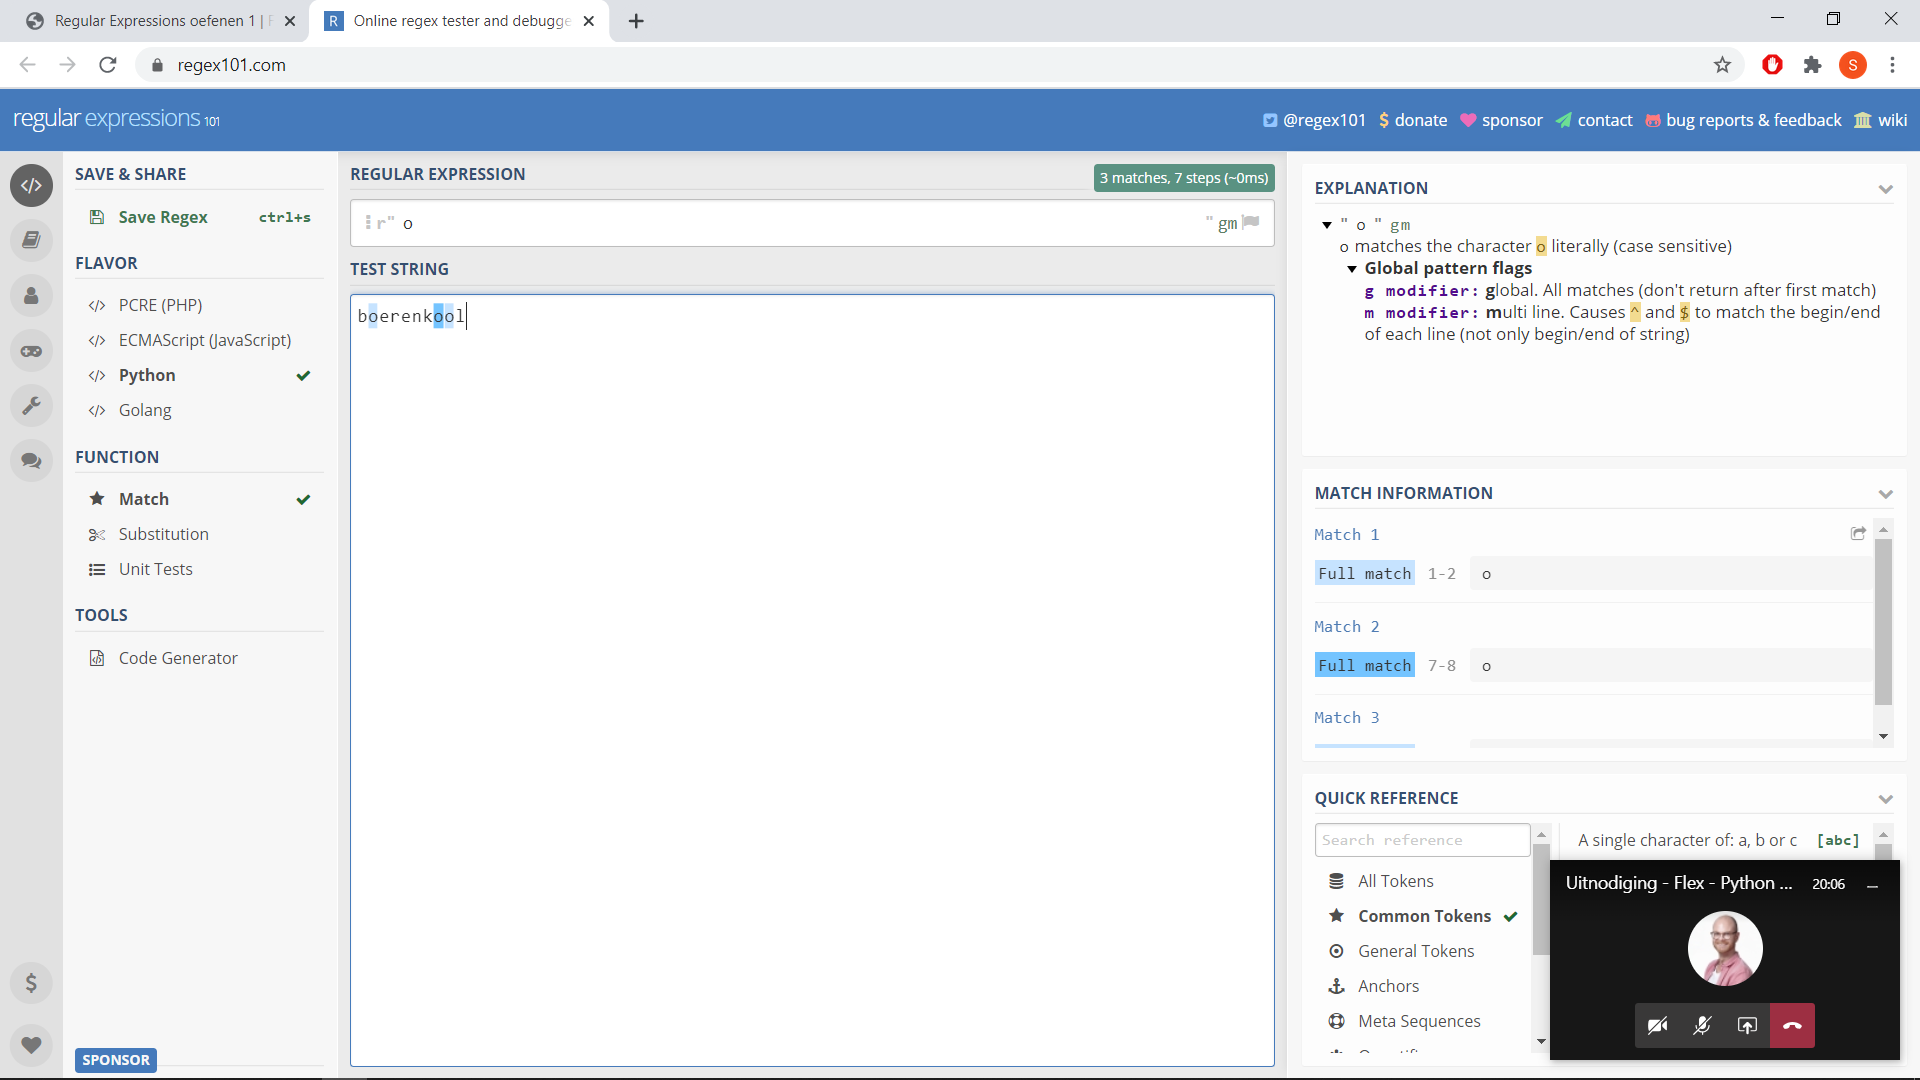 Regular Expressions oefenen 1 |
Online regex tester and debugge
regex101.com
S
regular expressions 101
@regex101
$ donate
sponsor
contact
bug reports & feedback
wiki
SAVE & SHARE
Save Regex ctrl+s
FLAVOR
</> PCRE (PHP)
</> ECMAScript (JavaScript)
</> Python
</> Golang
FUNCTION
Match
Substitution
Unit Tests
TOOLS
Code Generator
SPONSOR
REGULAR EXPRESSION
3 matches, 7 steps (~0ms)
r" o " gm
TEST STRING
boerenkool
EXPLANATION
" o " gm
o matches the character o literally (case sensitive)
Global pattern flags
g modifier: global. All matches (don't return after first match)
m modifier: multi line. Causes ^ and $ to match the begin/end
of each line (not only begin/end of string)
MATCH INFORMATION
Match 1
Full match 1-2 o
Match 2
Full match 7-8 o
Match 3
QUICK REFERENCE
Search reference
All Tokens
Common Tokens
General Tokens
Anchors
Meta Sequences
A single character of: a, b or c [abc]
Uitnodiging - Flex - Python ... 20:06